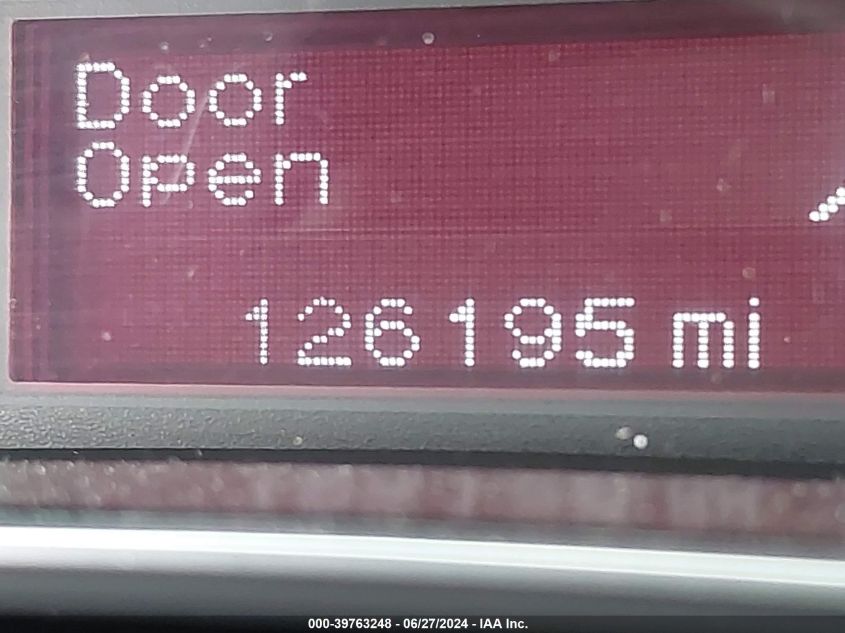 Door
Open
126195 mi
000-39763248 - 06/27/2024 - IAA Inc.